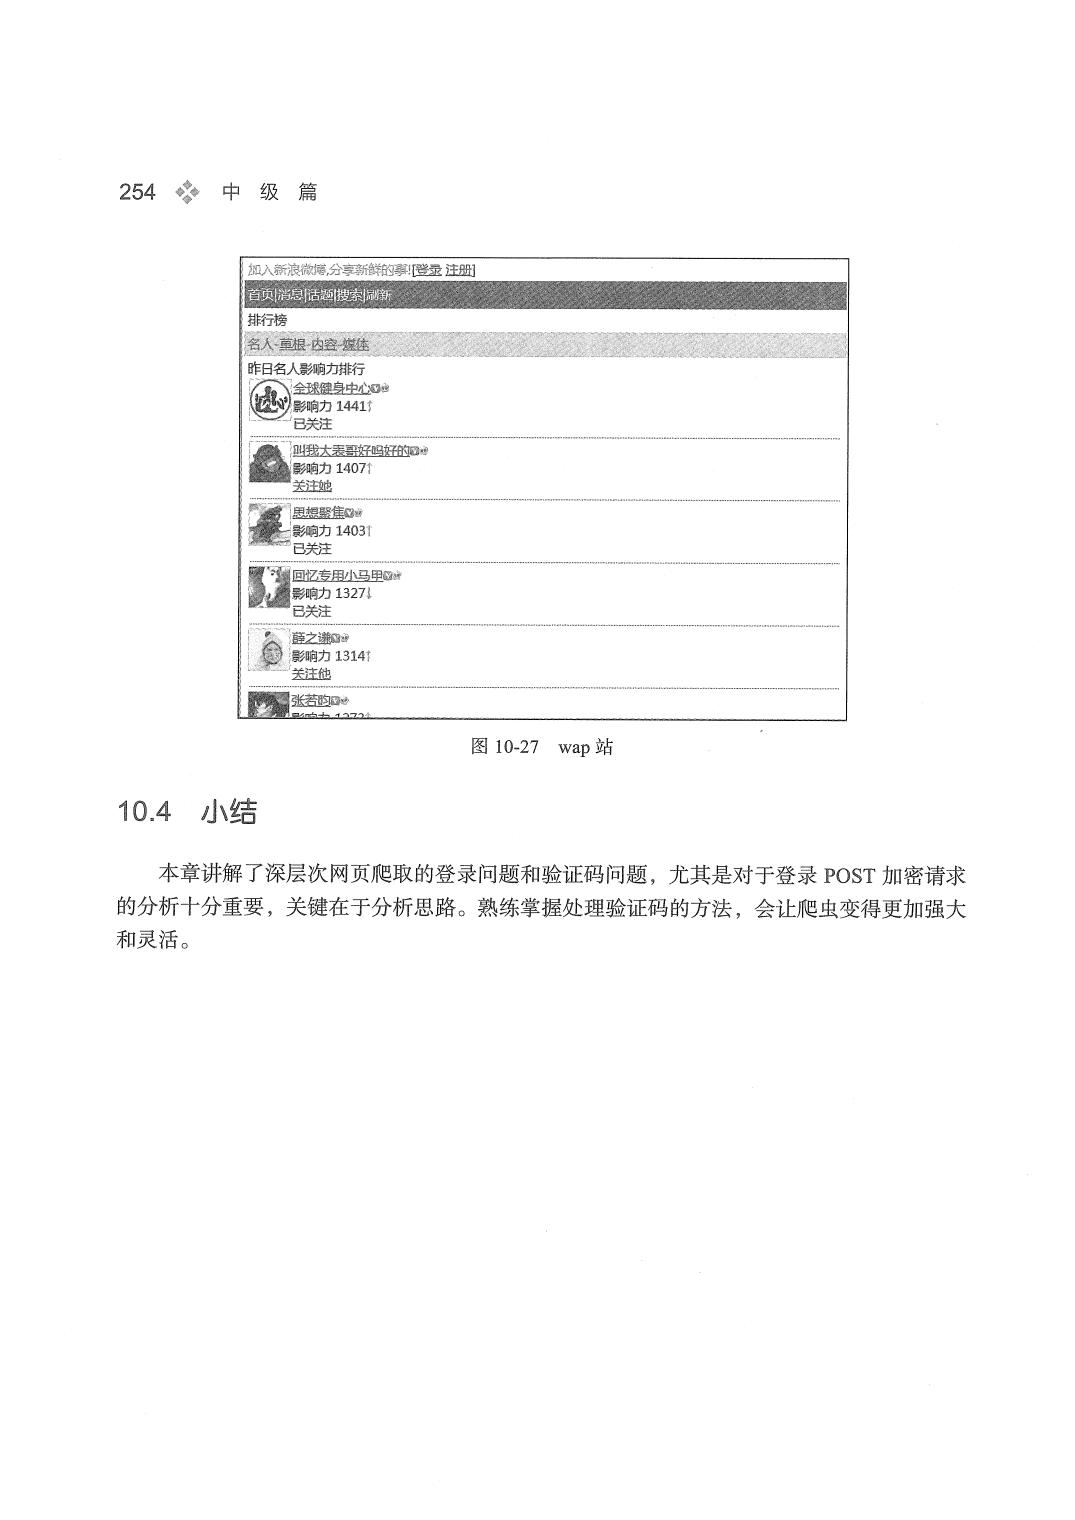 254 中 级 篇
加入新浪微博,分享新鲜的事![登录 注册]
首页|消息|话题|搜索|刷新
排行榜
名人-草根-内容-媒体
昨日名人影响力排行
全球健身中心
影响力 1441↑
已关注
叫我大表哥好吗好的
影响力 1407↑
关注她
思想聚焦
影响力 1403↑
已关注
回忆专用小马甲
影响力 1327↓
已关注
薛之谦
影响力 1314↑
关注他
张若昀
影响力 1273↑
图 10-27 wap 站
10.4 小结
本章讲解了深层次网页爬取的登录问题和验证码问题，尤其是对于登录 POST 加密请求
的分析十分重要，关键在于分析思路。熟练掌握处理验证码的方法，会让爬虫变得更加强大
和灵活。